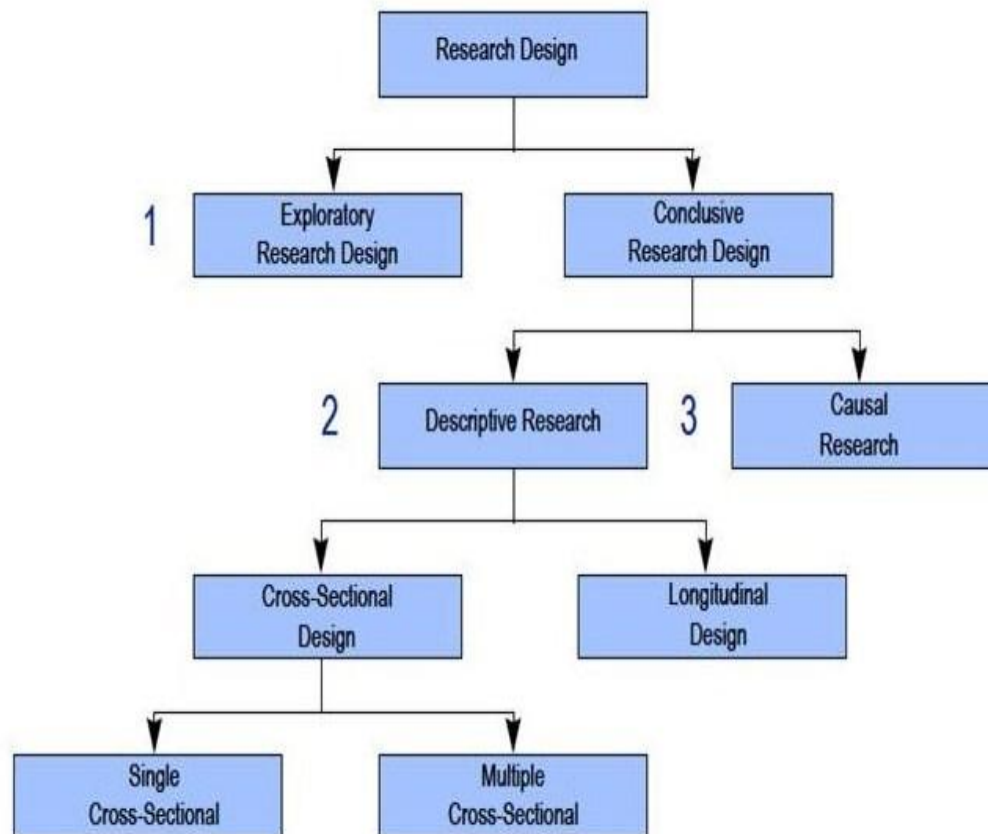 Research Design
1
Exploratory
Research Design
Conclusive
Research Design
2
Descriptive Research
3
Causal
Research
Cross-Sectional
Design
Longitudinal
Design
Single
Cross-Sectional
Multiple
Cross-Sectional